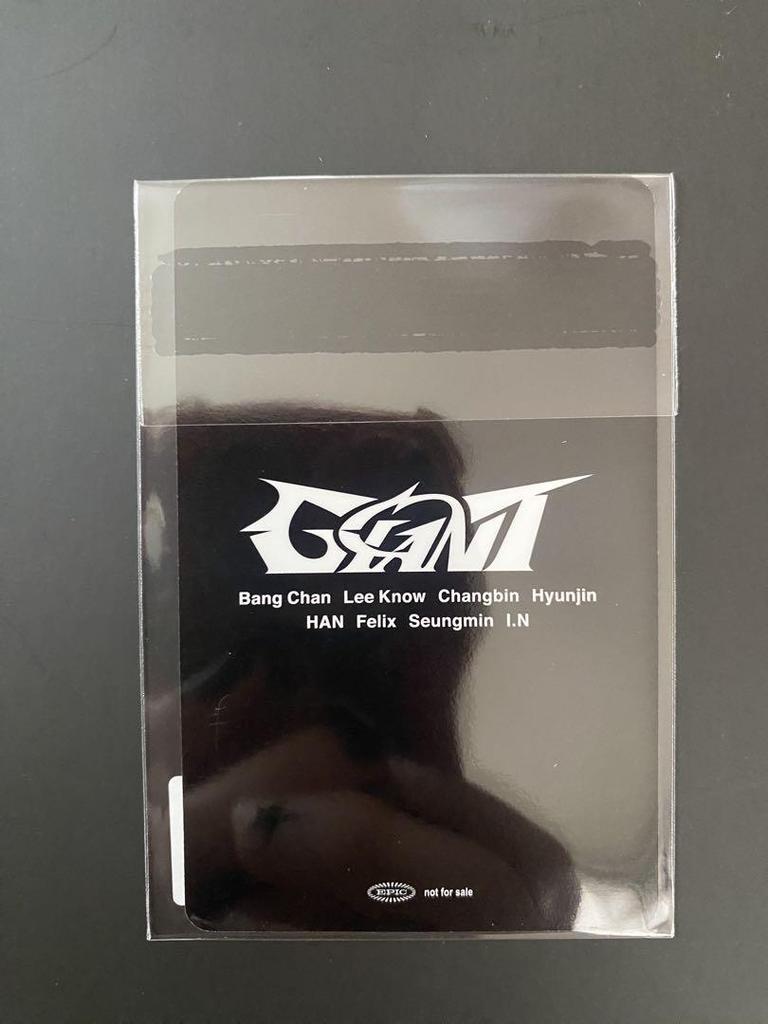 GIANT
Bang Chan Lee Know Changbin Hyunjin
HAN Felix Seungmin I.N
EPIC not for sale